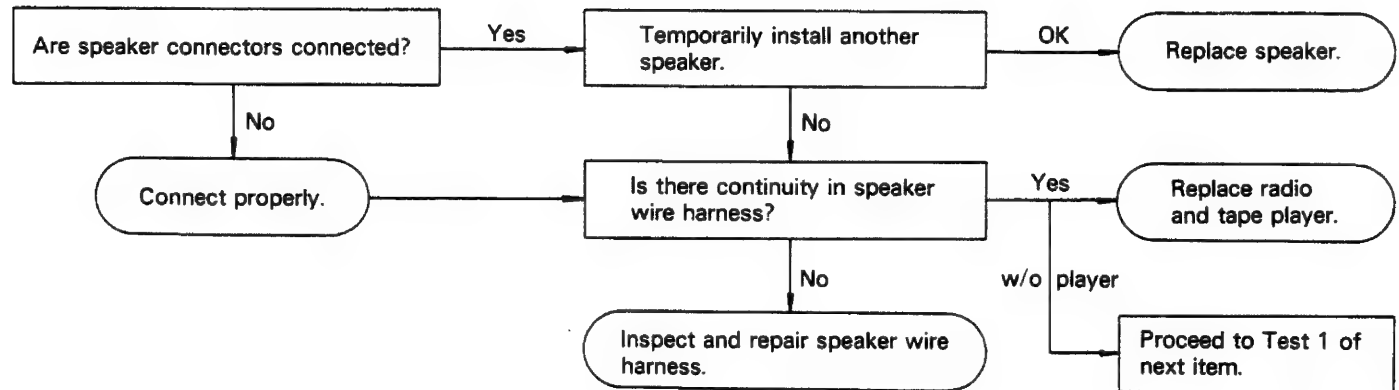 Are speaker connectors connected?
Yes
Temporarily install another
speaker.
OK
Replace speaker.
No
No
Connect properly.
Is there continuity in speaker
wire harness?
Yes
Replace radio
and tape player.
No
w/o player
Inspect and repair speaker wire
harness.
Proceed to Test 1 of
next item.